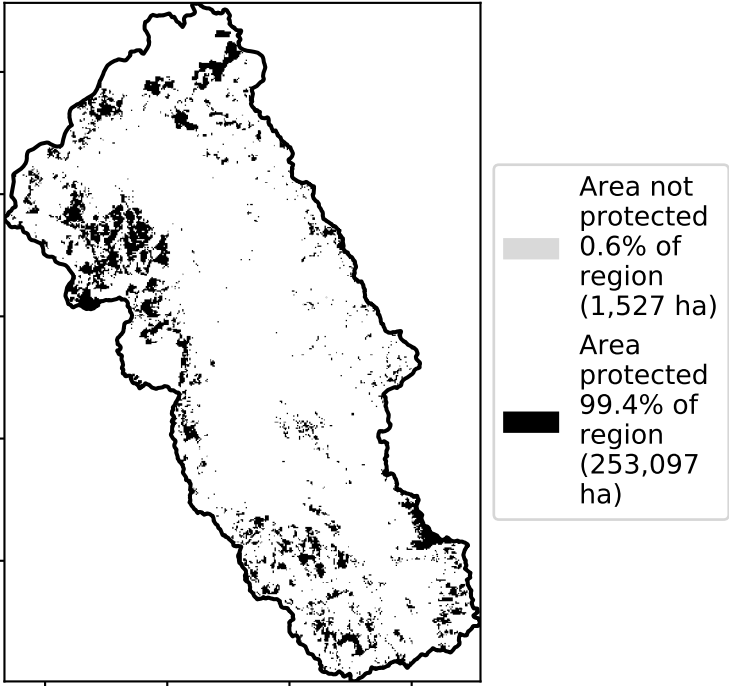 Area not
protected
0.6% of
region
(1,527 ha)
Area
protected
99.4% of
region
(253,097
ha)